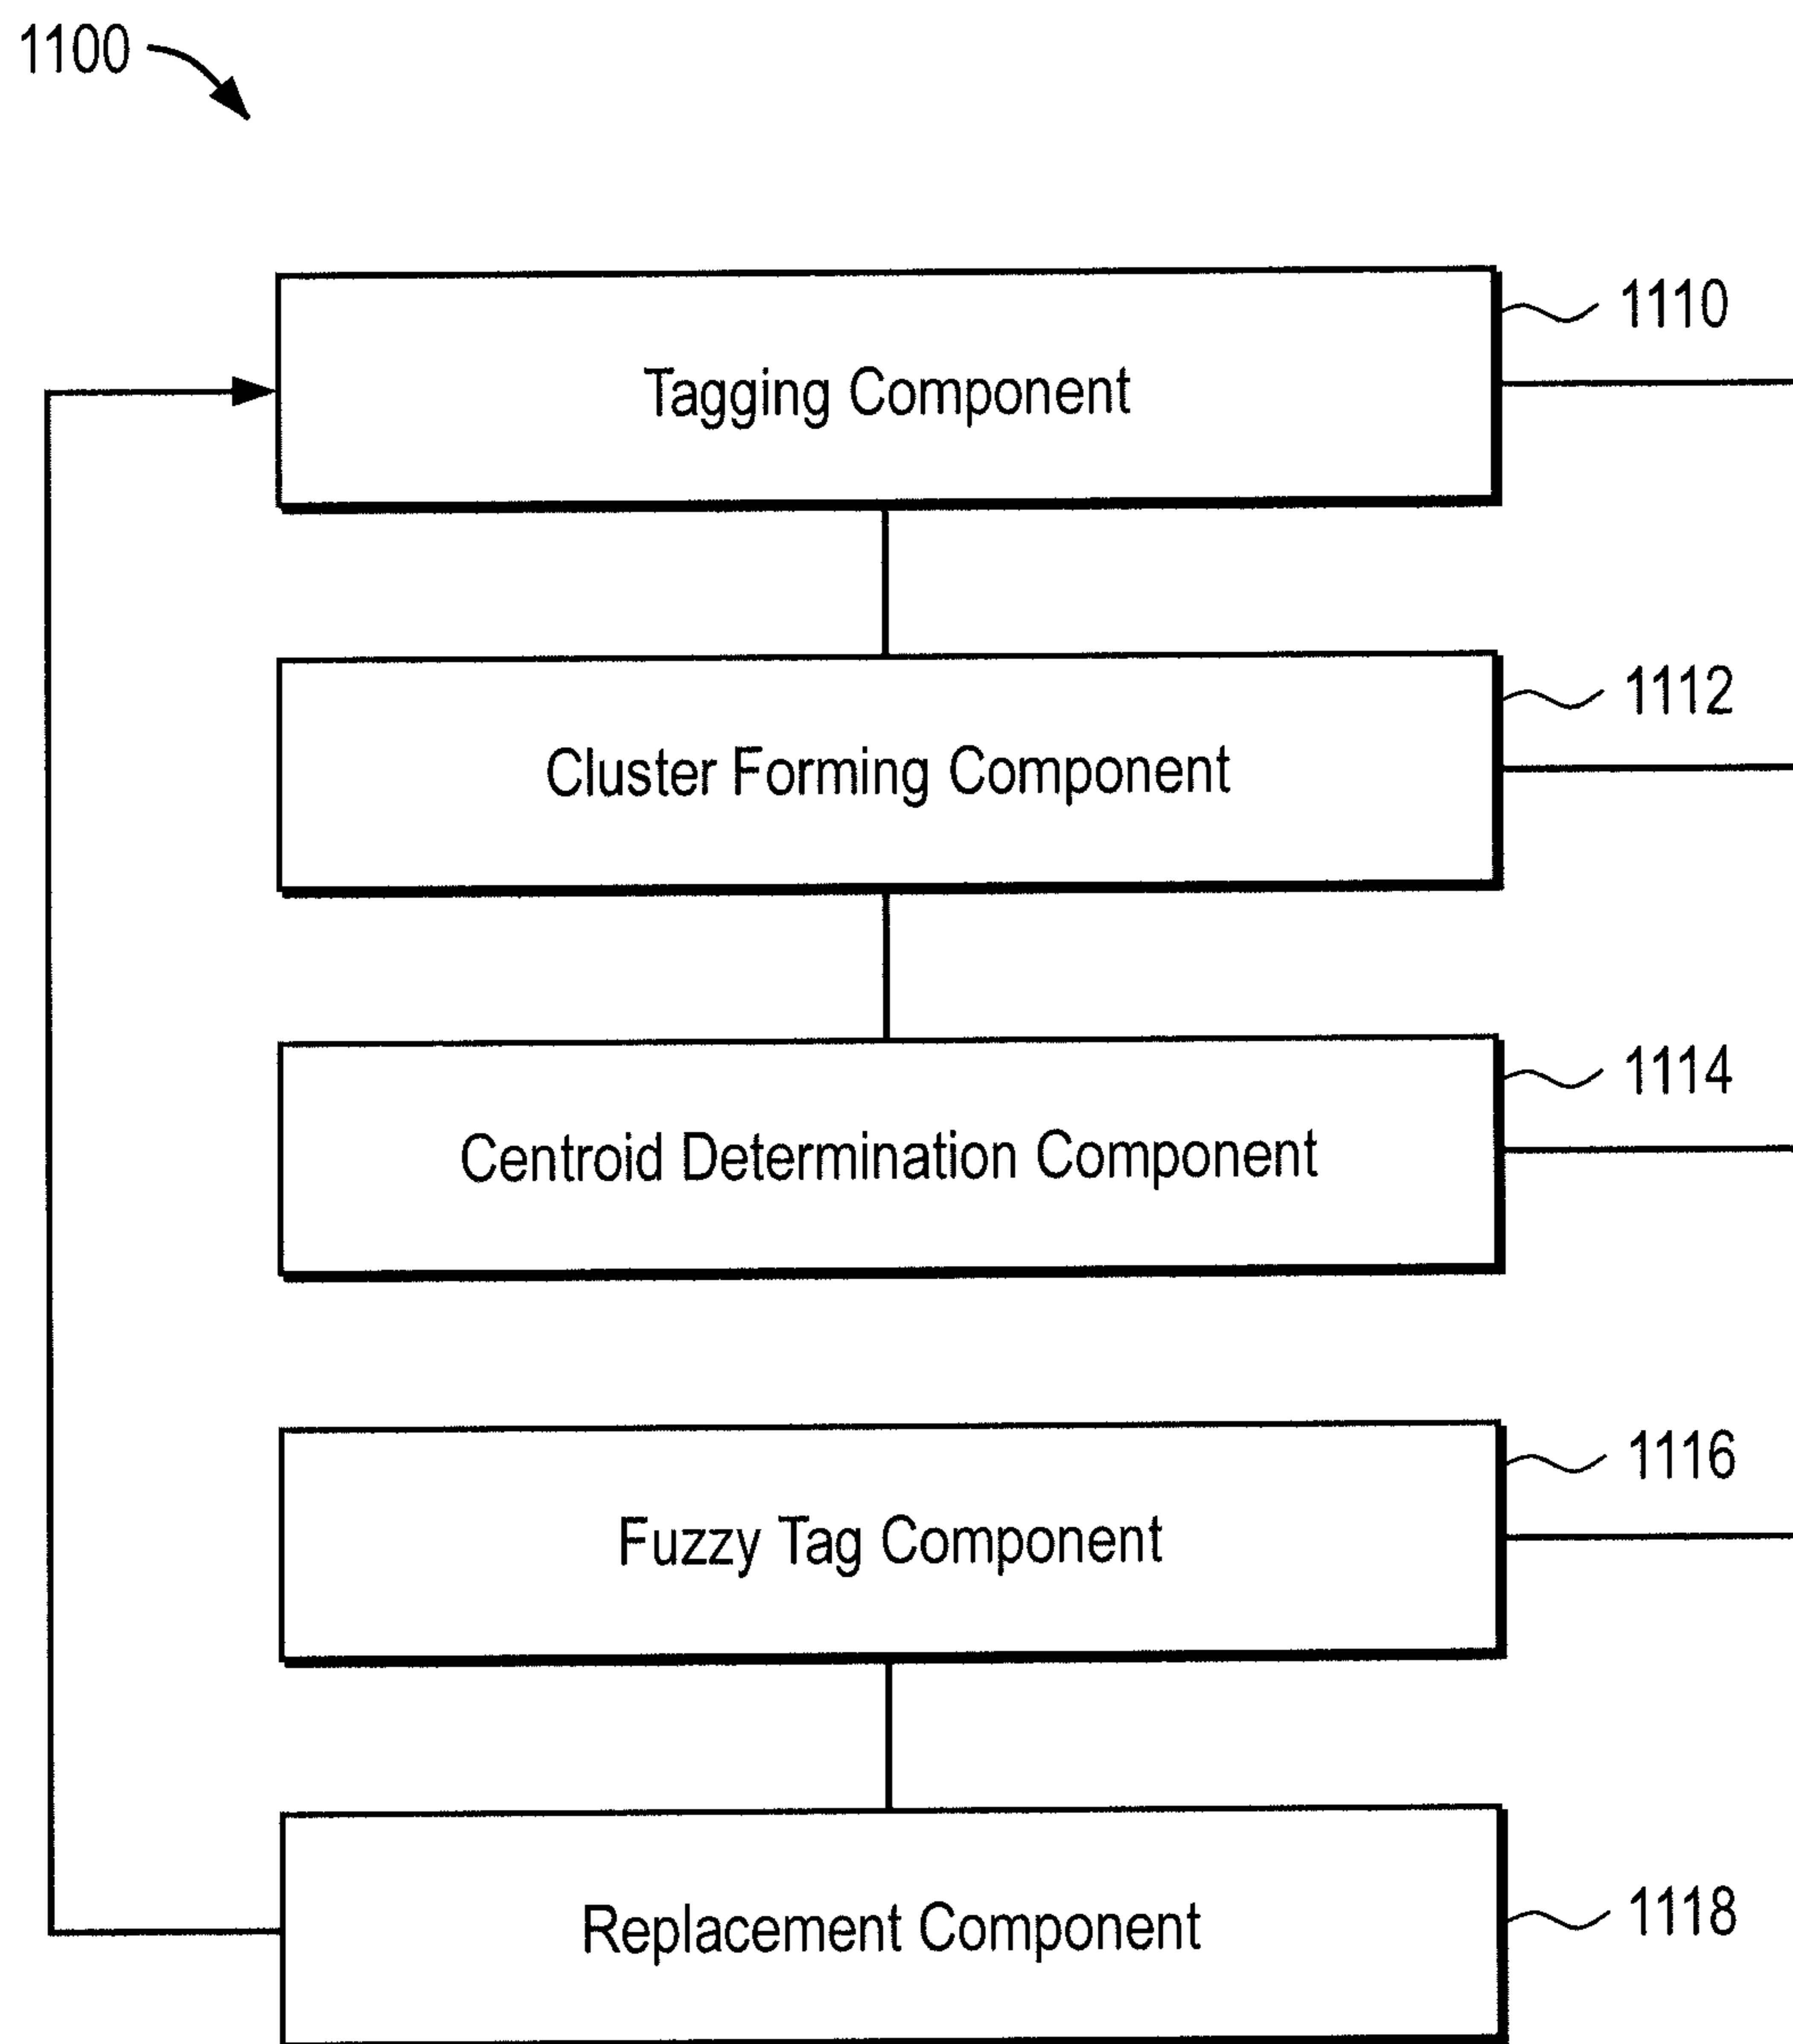 1100
1110
Tagging Component
1112
Cluster Forming Component
1114
Centroid Determination Component
1116
Fuzzy Tag Component
1118
Replacement Component